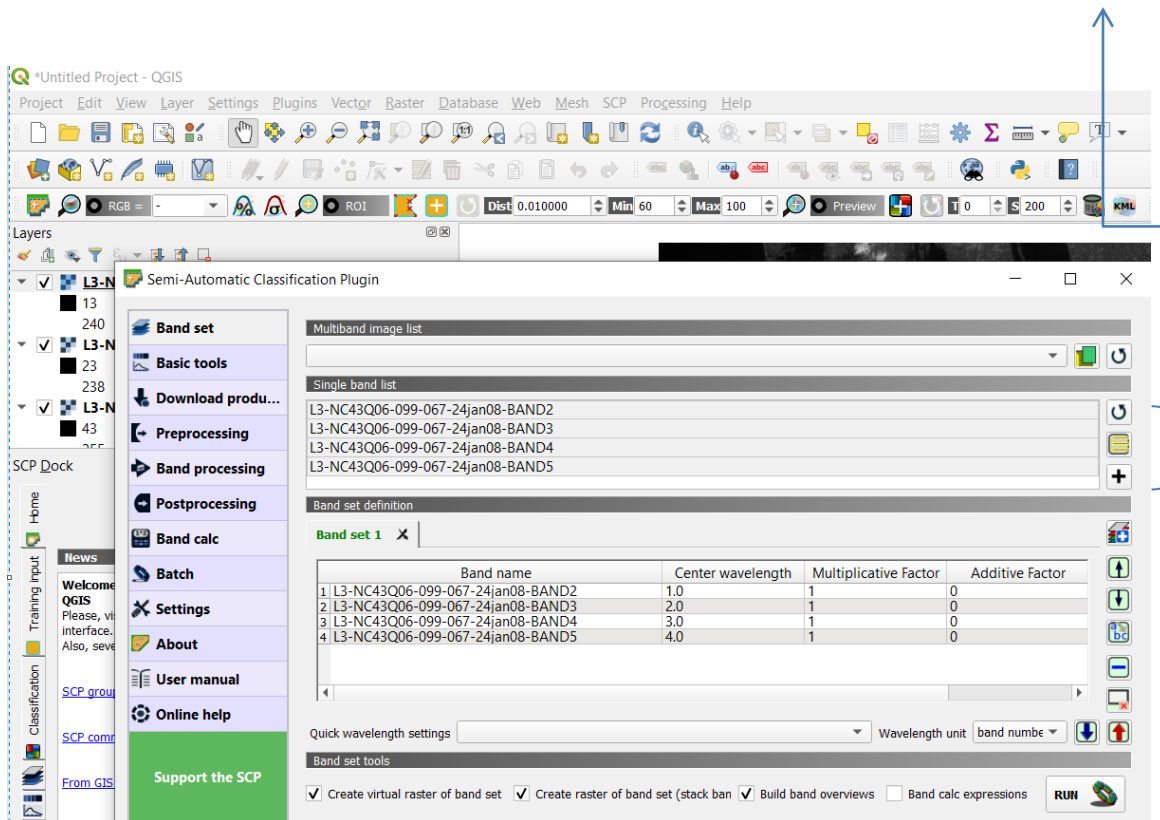 *Untitled Project - QGIS
Project Edit View Layer Settings Plugins Vector Raster Database Web Mesh SCP Processing Help
RGB = - ROI Dist 0.010000 Min 60 Max 100 Preview T 0 S 200 KML
Layers
L3-N
13
240
L3-N
23
238
L3-N
43
SCP Dock
Home
Training input
Classification
News
Welcome
QGIS
Please, vi
interface.
Also, seve
SCP grou
SCP comr
From GIS
Semi-Automatic Classification Plugin
Band set
Basic tools
Download produ...
Preprocessing
Band processing
Postprocessing
Band calc
Batch
Settings
About
User manual
Online help
Support the SCP
Multiband image list
Single band list
L3-NC43Q06-099-067-24jan08-BAND2
L3-NC43Q06-099-067-24jan08-BAND3
L3-NC43Q06-099-067-24jan08-BAND4
L3-NC43Q06-099-067-24jan08-BAND5
Band set definition
Band set 1
Band name Center wavelength Multiplicative Factor Additive Factor
1 L3-NC43Q06-099-067-24jan08-BAND2 1.0 1 0
2 L3-NC43Q06-099-067-24jan08-BAND3 2.0 1 0
3 L3-NC43Q06-099-067-24jan08-BAND4 3.0 1 0
4 L3-NC43Q06-099-067-24jan08-BAND5 4.0 1 0
Quick wavelength settings Wavelength unit band numbe
Band set tools
Create virtual raster of band set Create raster of band set (stack ban Build band overviews Band calc expressions RUN